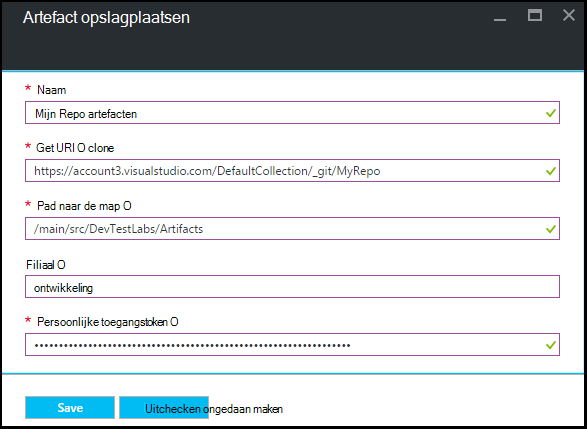 Artefact opslagplaatsen
* Naam
Mijn Repo artefacten
* Get URI O clone
https://account3.visualstudio.com/DefaultCollection/_git/MyRepo
* Pad naar de map O
/main/src/DevTestLabs/Artifacts
Filiaal O
ontwikkeling
* Persoonlijke toegangstoken O
Save
Uitchecken ongedaan maken